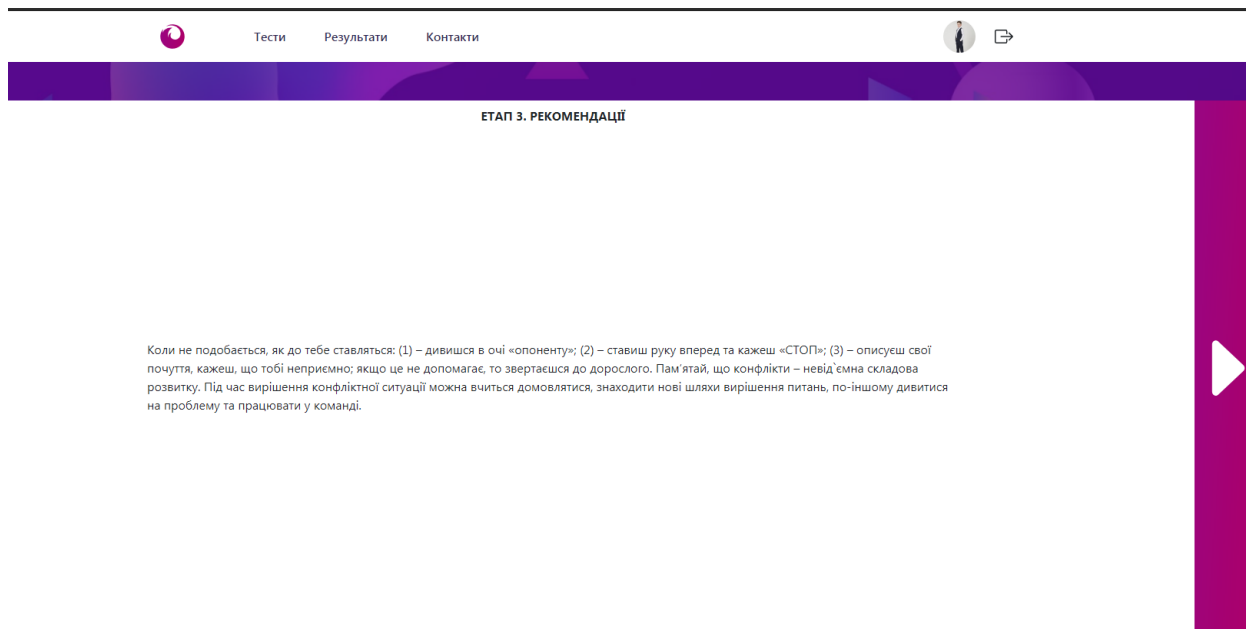 Тести Результати Контакти
ЕТАП 3. РЕКОМЕНДАЦІЇ
Коли не подобається, як до тебе ставляться: (1) – дивишся в очі «опоненту»; (2) – ставиш руку вперед та кажеш «СТОП»; (3) – описуєш свої
почуття, кажеш, що тобі неприємно; якщо це не допомагає, то звертаєшся до дорослого. Пам'ятай, що конфлікти – невід`ємна складова
розвитку. Під час вирішення конфліктної ситуації можна вчиться домовлятися, знаходити нові шляхи вирішення питань, по-іншому дивитися
на проблему та працювати у команді.